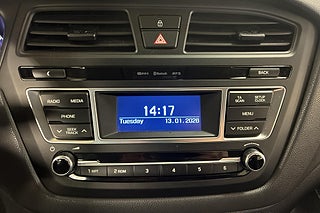 BACK
RADIO
MEDIA
PHONE
SEEK
TRACK
14:17
Tuesday 13.01.2026
TA
SCAN
SETUP
CLOCK
MENU
FOLDER
1 RPT
2 RDM
3
4
5
6